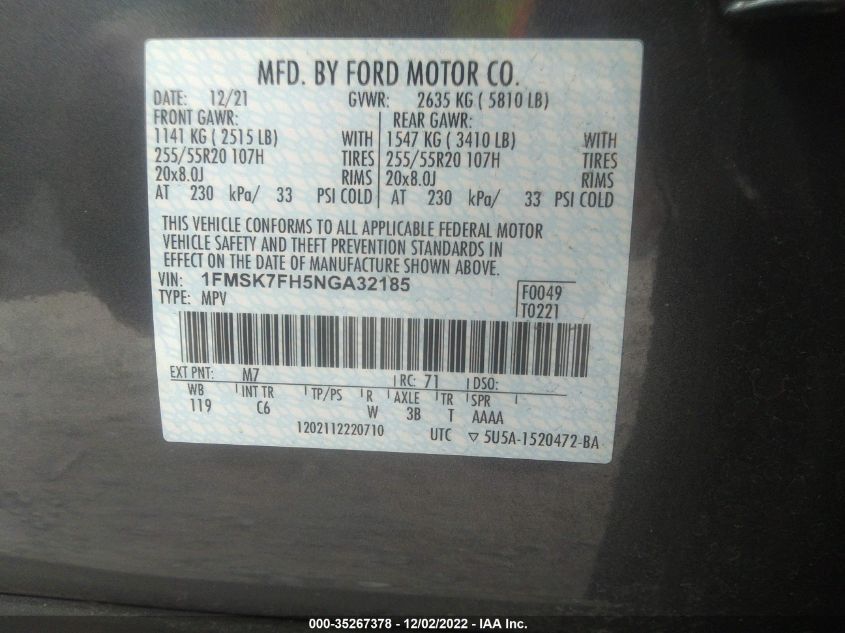 MFD. BY FORD MOTOR CO.
DATE: 12/21 GVWR: 2635 KG ( 5810 LB)
FRONT GAWR: REAR GAWR:
1141 KG ( 2515 LB) WITH 1547 KG ( 3410 LB) WITH
255/55R20 107H TIRES 255/55R20 107H TIRES
20x8.0J RIMS 20x8.0J RIMS
AT 230 kPa/ 33 PSI COLD AT 230 kPa/ 33 PSI COLD
THIS VEHICLE CONFORMS TO ALL APPLICABLE FEDERAL MOTOR
VEHICLE SAFETY AND THEFT PREVENTION STANDARDS IN
EFFECT ON THE DATE OF MANUFACTURE SHOWN ABOVE.
VIN: 1FMSK7FH5NGA32185
TYPE: MPV
F0049
T0221
EXT PNT: M7 RC: 71 DSO:
WB INT TR TP/PS R AXLE TR SPR
119 C6 W 3B T AAAA
1202112220710 UTC ▽ 5U5A-1520472-BA
000-35267378 - 12/02/2022 - IAA Inc.